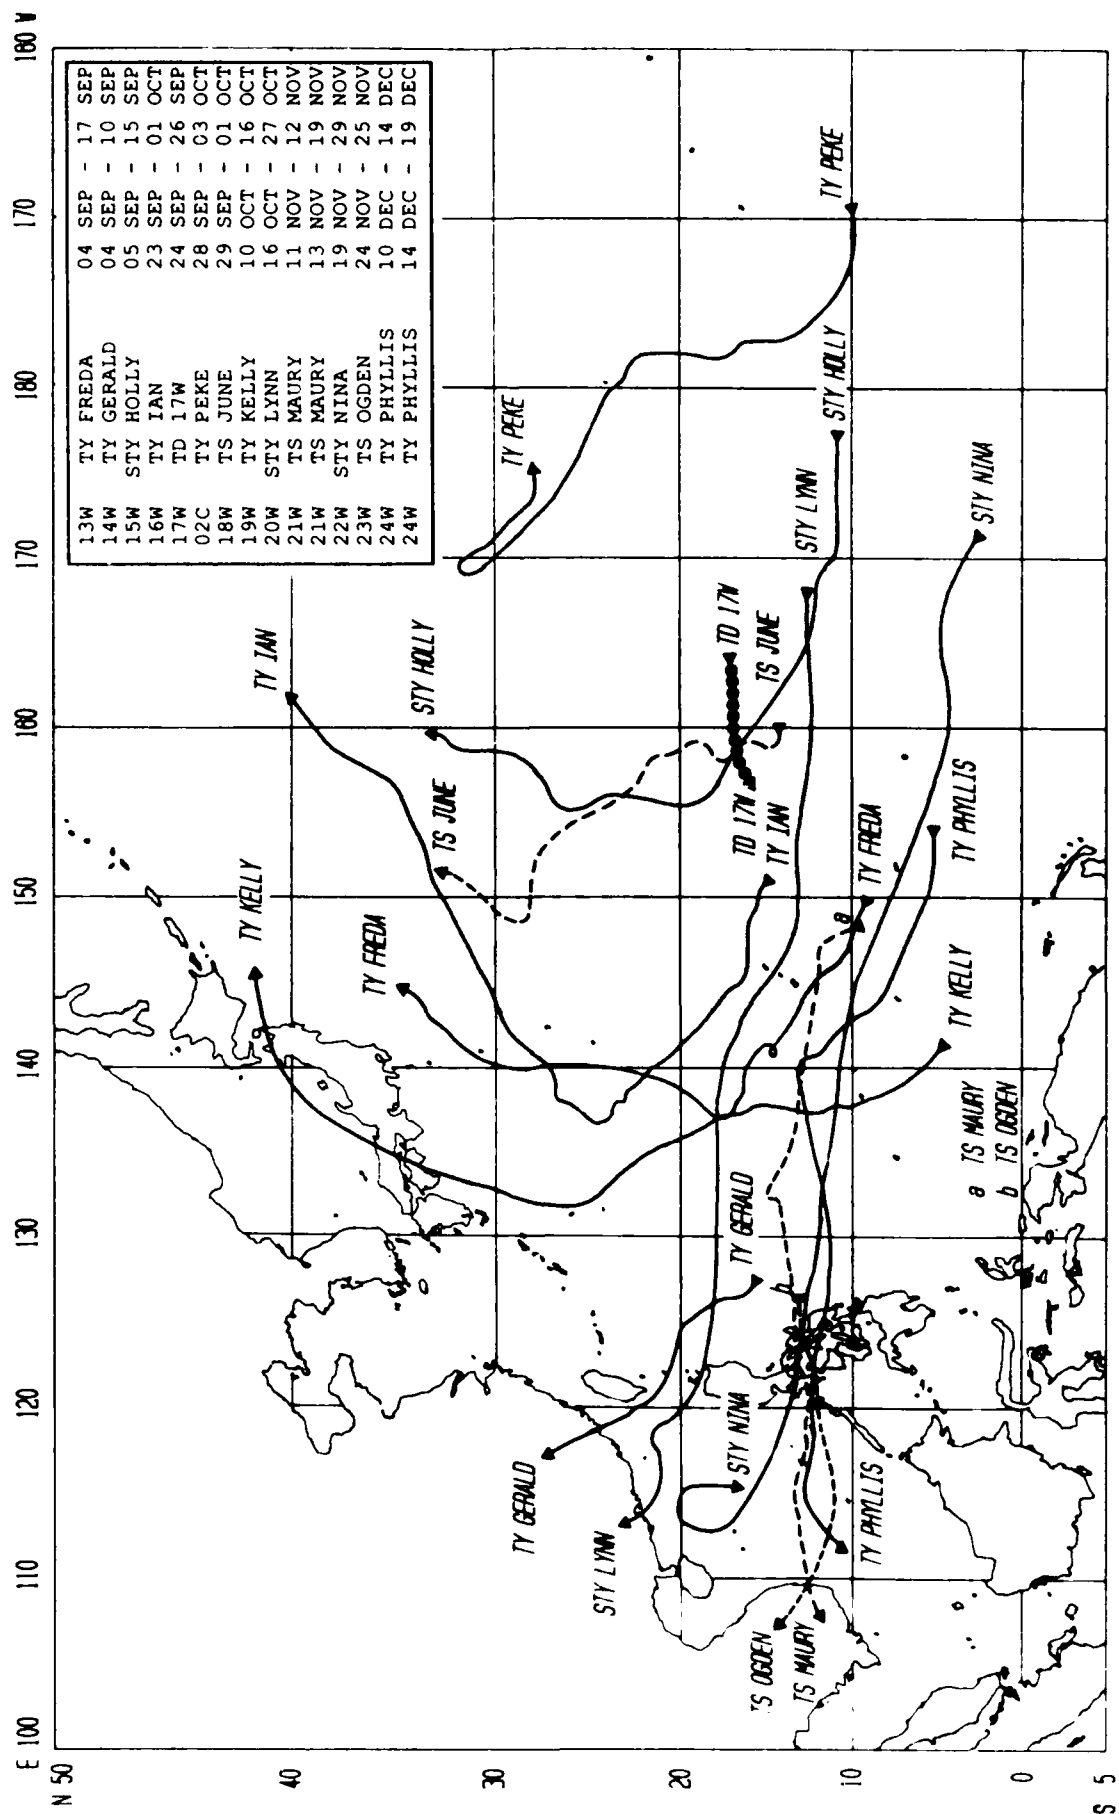 E 100 110 120 130 140 150 160 170 180 170 160 W
N 50
40
30
20
10
0
S 5
13W TY FREDA 04 SEP - 17 SEP
14W TY GERALD 04 SEP - 10 SEP
15W STY HOLLY 05 SEP - 15 SEP
16W TY IAN 23 SEP - 01 OCT
17W TD 17W 24 SEP - 26 SEP
02C TY PEKE 28 SEP - 03 OCT
18W TS JUNE 29 SEP - 01 OCT
19W TY KELLY 10 OCT - 16 OCT
20W STY LYNN 16 OCT - 27 OCT
21W TS MAURY 11 NOV - 12 NOV
21W TS MAURY 13 NOV - 19 NOV
22W STY NINA 19 NOV - 29 NOV
23W TS OGDEN 24 NOV - 25 NOV
24W TY PHYLLIS 10 DEC - 14 DEC
24W TY PHYLLIS 14 DEC - 19 DEC
TY KELLY
TY IAN
TY FREDA
STY HOLLY
TS JUNE
TY PEKE
TY GERALD
STY LYNN
STY NINA
TY GERALD
TD 17W
TY IAN
TD 17W
TS JUNE
STY LYNN
STY HOLLY
TY PEKE
TS OGDEN
TS MAURY
TY PHYLLIS
b
a
TY FREDA
TY KELLY
TY PHYLLIS
STY NINA
a TS MAURY
b TS OGDEN